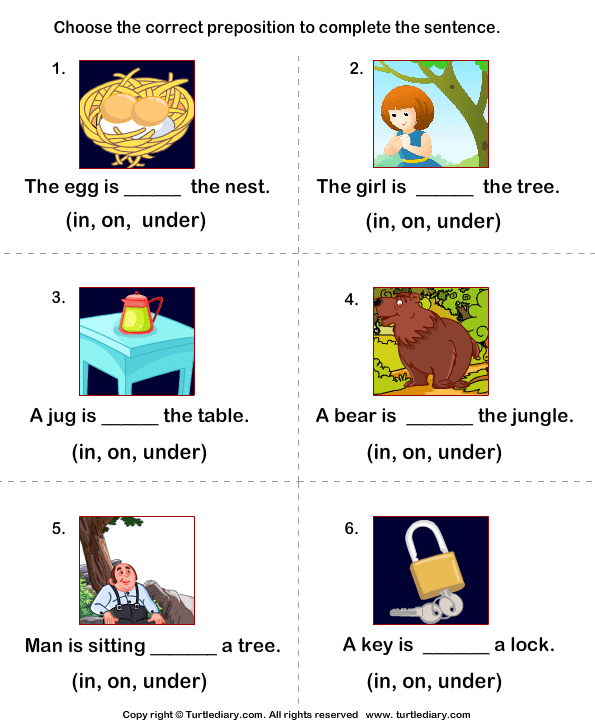 Choose the correct preposition to complete the sentence.
1.
The egg is ______ the nest.
(in, on, under)
2.
The girl is ______ the tree.
(in, on, under)
3.
A jug is ______ the table.
(in, on, under)
4.
A bear is _______ the jungle.
(in, on, under)
5.
Man is sitting _______ a tree.
(in, on, under)
6.
A key is _______ a lock.
(in, on, under)
Copy right © Turtlediary.com. All rights reserved www.turtlediary.com